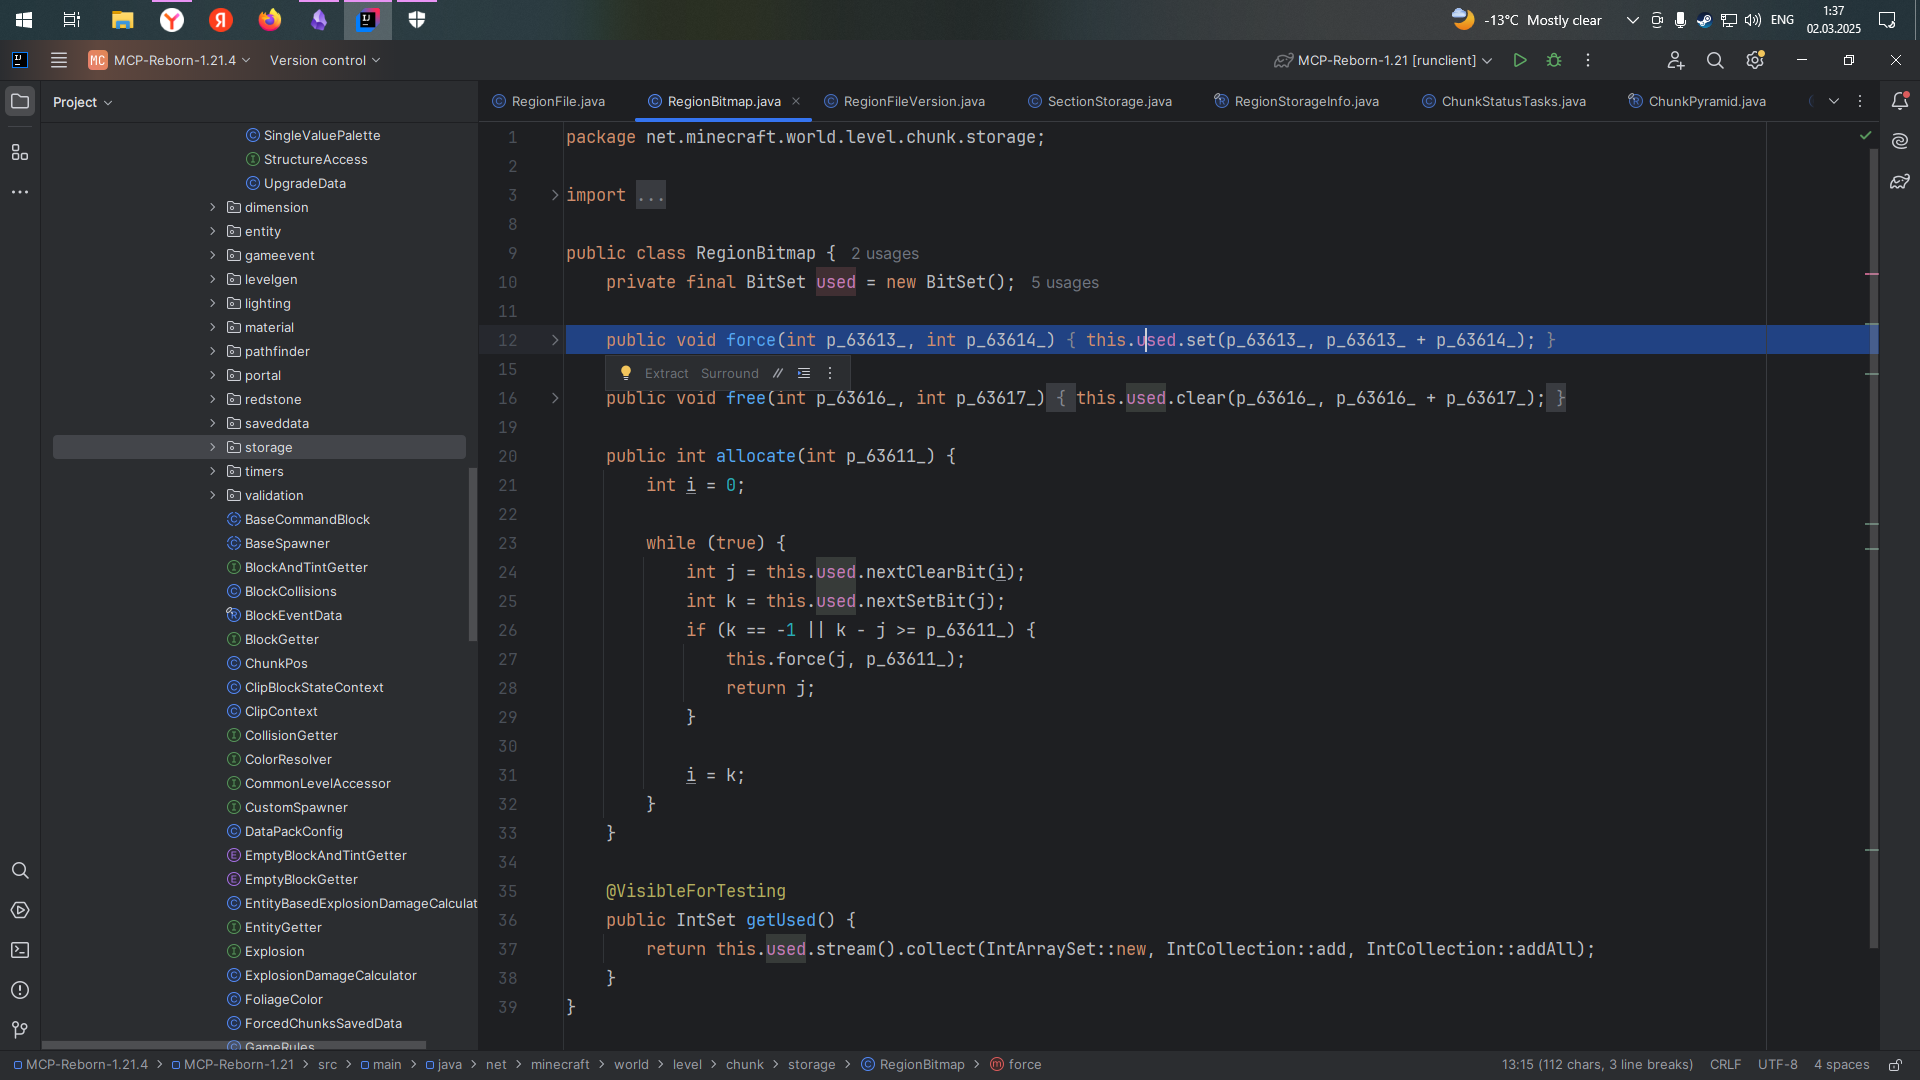 -13°C Mostly clear
ENG
1:37
02.03.2025
MC MCP-Reborn-1.21.4
Version control
MCP-Reborn-1.21 [runclient]
Project
RegionFile.java
RegionBitmap.java
RegionFileVersion.java
SectionStorage.java
RegionStorageInfo.java
ChunkStatusTasks.java
ChunkPyramid.java
SingleValuePalette
StructureAccess
UpgradeData
dimension
entity
gameevent
levelgen
lighting
material
pathfinder
portal
redstone
saveddata
storage
timers
validation
BaseCommandBlock
BaseSpawner
BlockAndTintGetter
BlockCollisions
BlockEventData
BlockGetter
ChunkPos
ClipBlockStateContext
ClipContext
CollisionGetter
ColorResolver
CommonLevelAccessor
CustomSpawner
DataPackConfig
EmptyBlockAndTintGetter
EmptyBlockGetter
EntityBasedExplosionDamageCalculat
EntityGetter
Explosion
ExplosionDamageCalculator
FoliageColor
ForcedChunksSavedData
GameRules
1 package net.minecraft.world.level.chunk.storage;
2
3 import ...
8
9 public class RegionBitmap { 2 usages
10 private final BitSet used = new BitSet(); 5 usages
11
12 public void force(int p_63613_, int p_63614_) { this.used.set(p_63613_, p_63613_ + p_63614_); }
15
Extract Surround //
16 public void free(int p_63616_, int p_63617_) { this.used.clear(p_63616_, p_63616_ + p_63617_); }
19
20 public int allocate(int p_63611_) {
21 int i = 0;
22
23 while (true) {
24 int j = this.used.nextClearBit(i);
25 int k = this.used.nextSetBit(j);
26 if (k == -1 || k - j >= p_63611_) {
27 this.force(j, p_63611_);
28 return j;
29 }
30
31 i = k;
32 }
33 }
34
35 @VisibleForTesting
36 public IntSet getUsed() {
37 return this.used.stream().collect(IntArraySet::new, IntCollection::add, IntCollection::addAll);
38 }
39 }
MCP-Reborn-1.21.4 > MCP-Reborn-1.21 > src > main > java > net > minecraft > world > level > chunk > storage > RegionBitmap > force
13:15 (112 chars, 3 line breaks) CRLF UTF-8 4 spaces